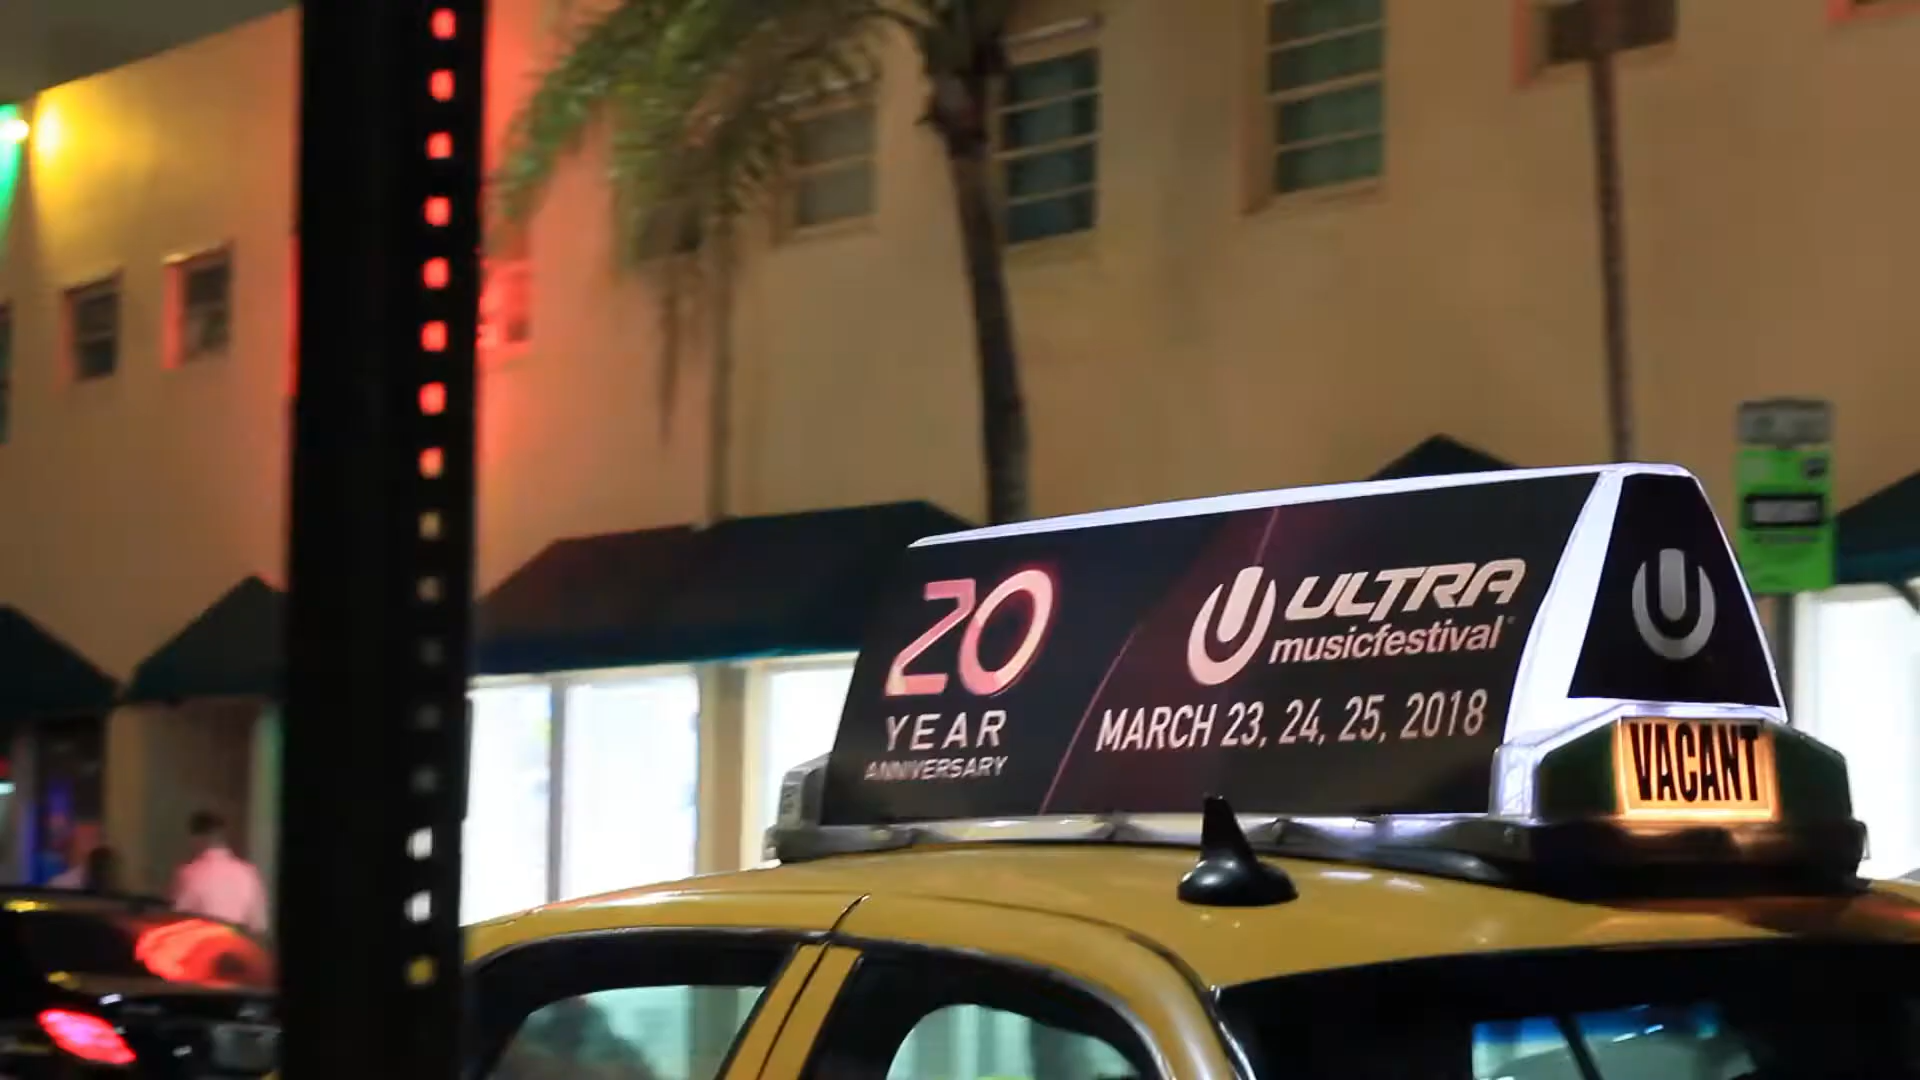 20
YEAR
ANNIVERSARY
ULTRA
musicfestival
MARCH 23, 24, 25, 2018
VACANT